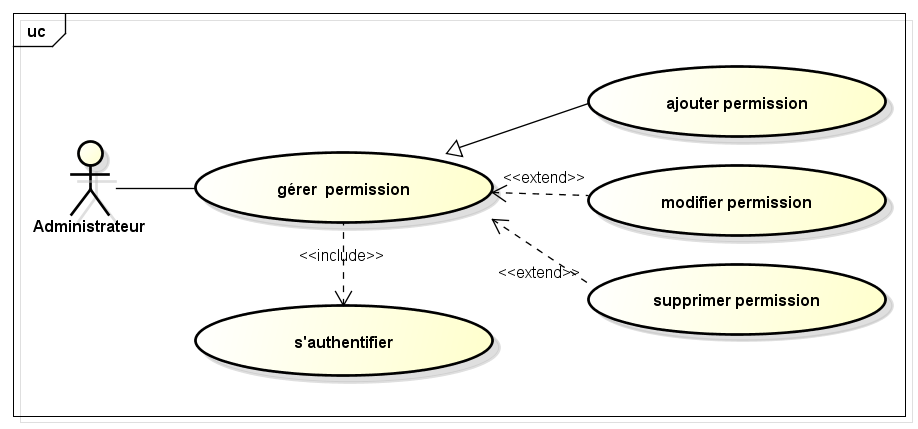 uc
ajouter permission
<<extend>>
gérer  permission
modifier permission
Administrateur
<<include>>
<<extend>>
supprimer permission
s'authentifier